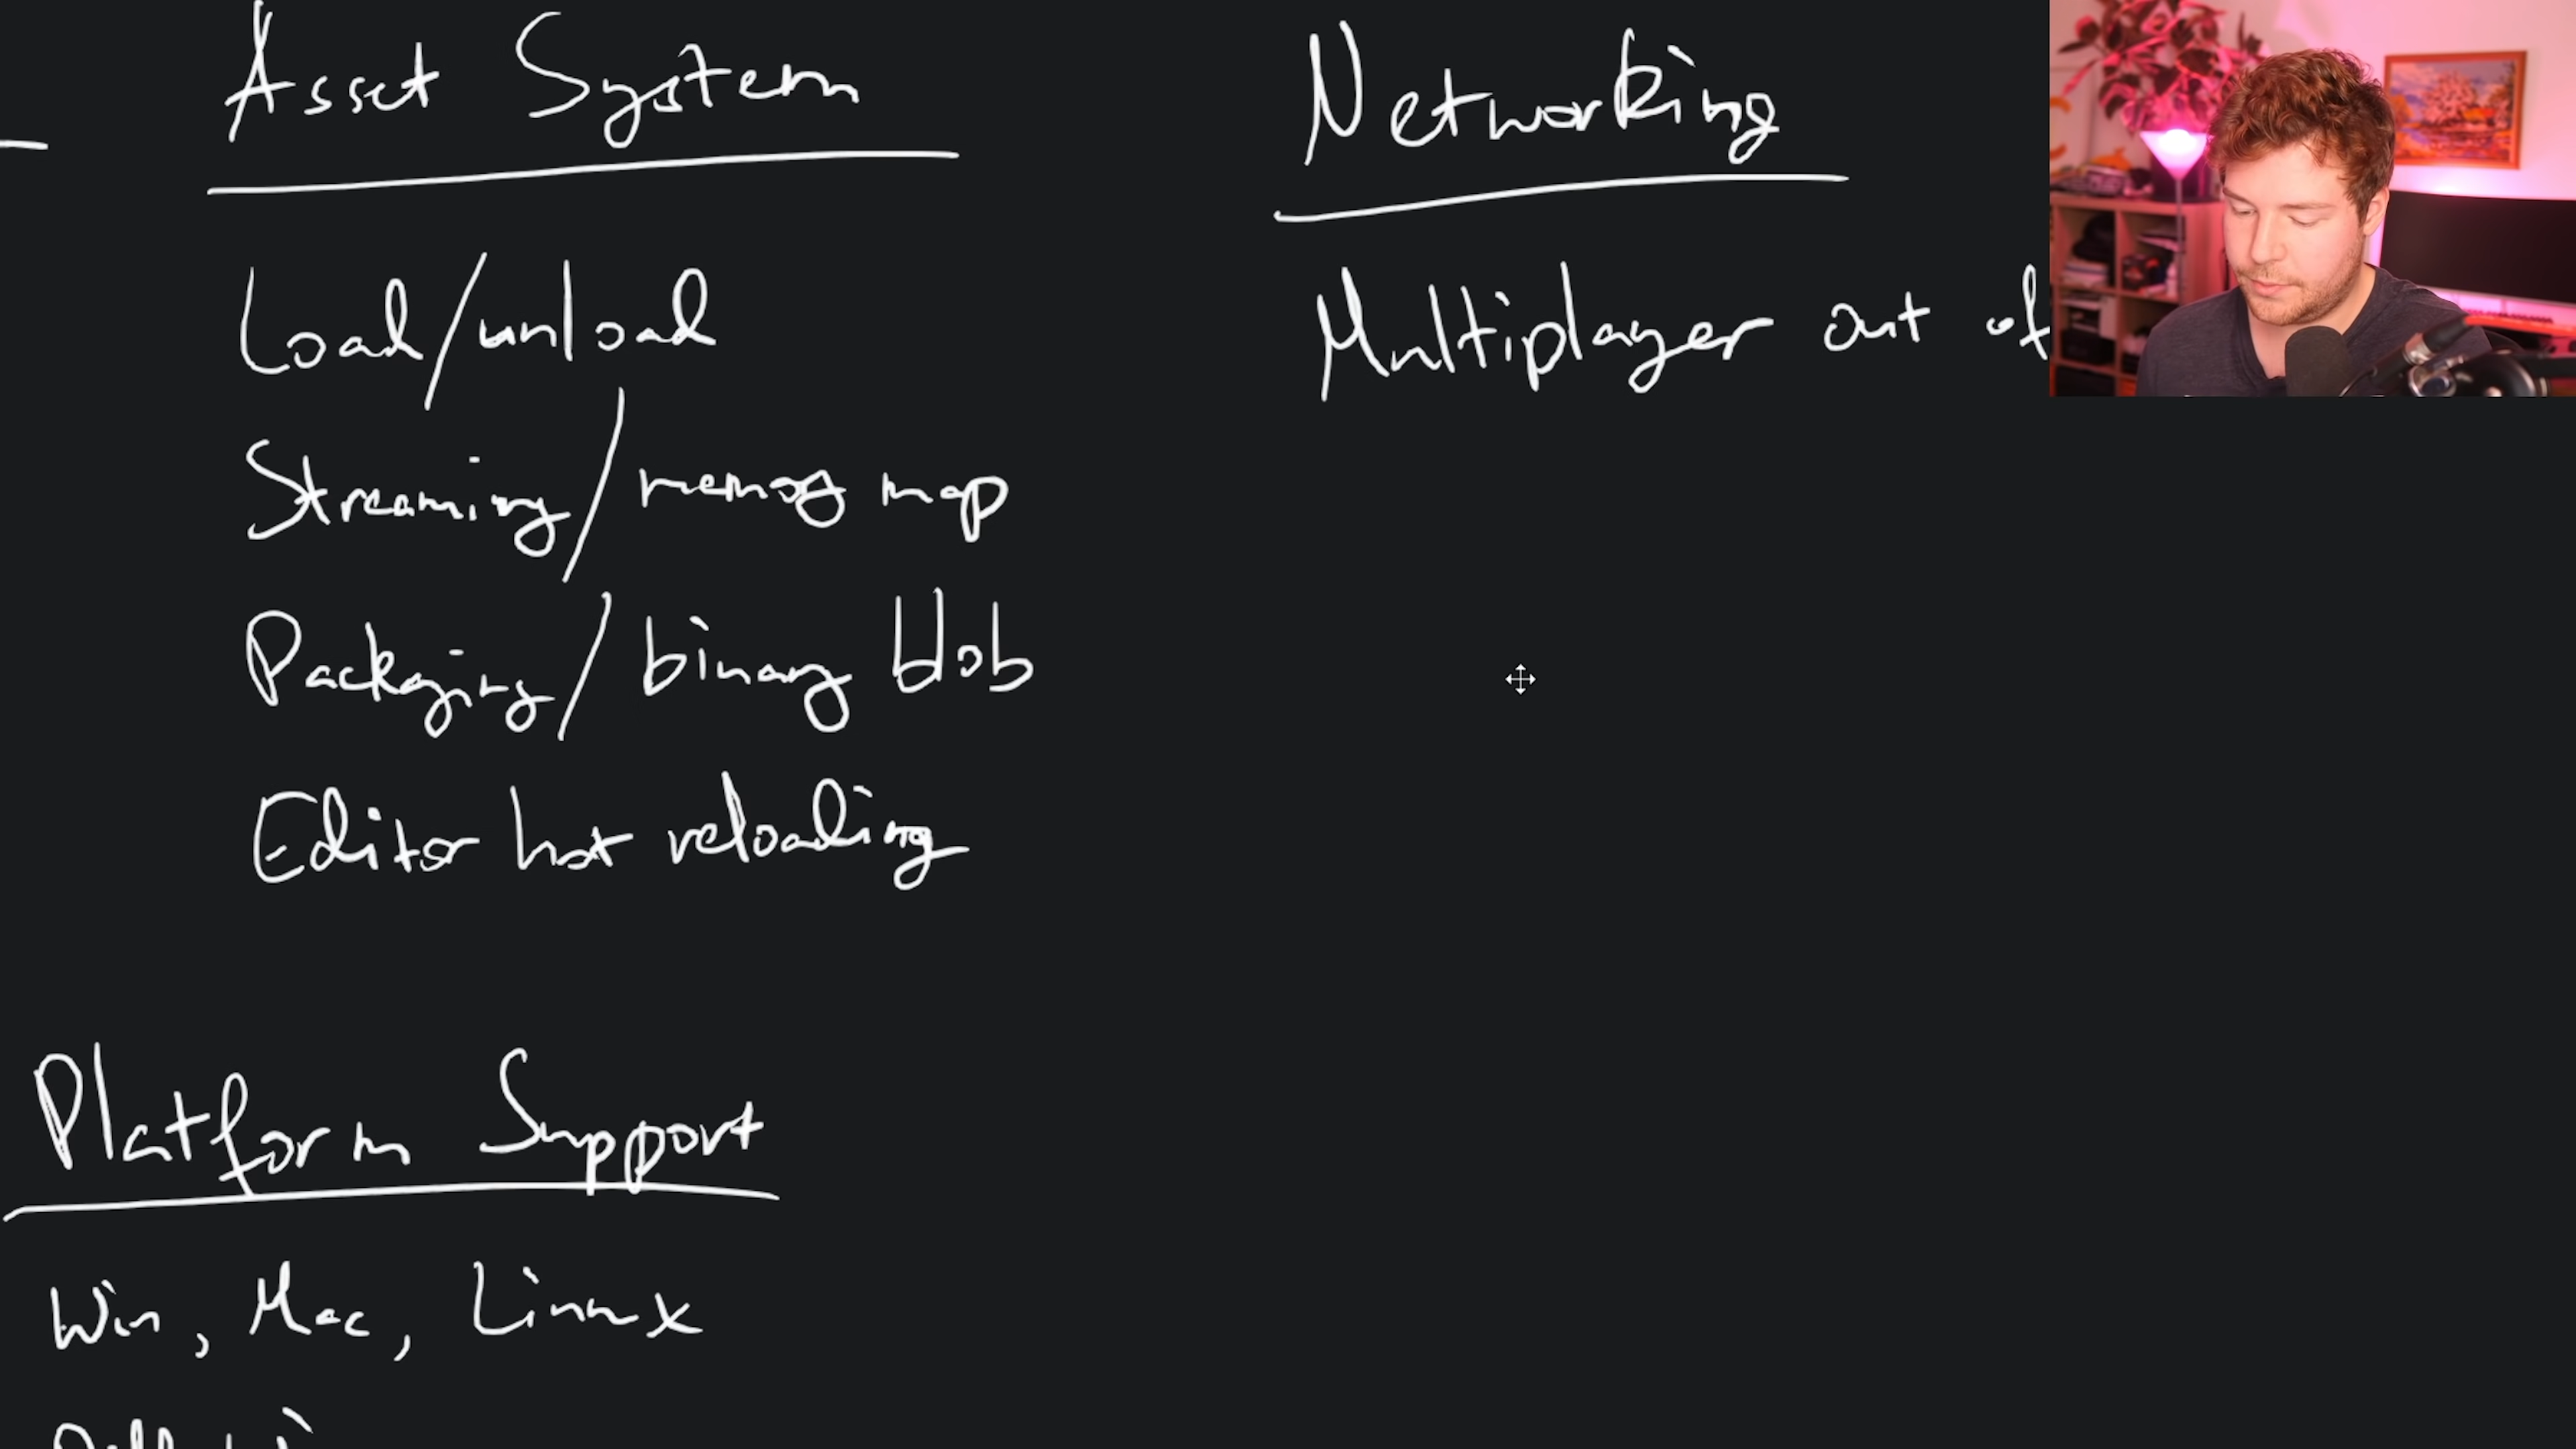 Asset System
Load/unload
Streaming/memory map
Packaging/binary blob
Editor hot reloading
Networking
Multiplayer out of
Platform Support
Win, Mac, Linux